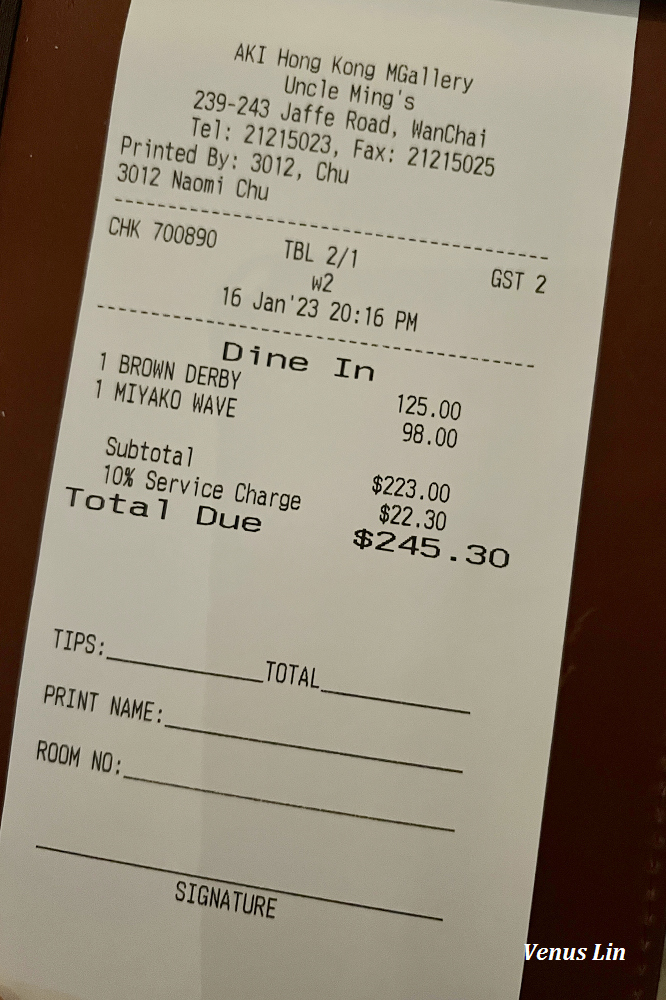 AKI Hong Kong MGallery
Uncle Ming's
239-243 Jaffe Road, WanChai
Tel: 21215023, Fax: 21215025
Printed By: 3012, Chu
3012 Naomi Chu
CHK 700890 TBL 2/1 GST 2
w2
16 Jan'23 20:16 PM
Dine In
1 BROWN DERBY 125.00
1 MIYAKO WAVE 98.00
Subtotal $223.00
10% Service Charge $22.30
Total Due $245.30
TIPS:____________TOTAL____________
PRINT NAME:____________
ROOM NO:____________
SIGNATURE
Venus Lin